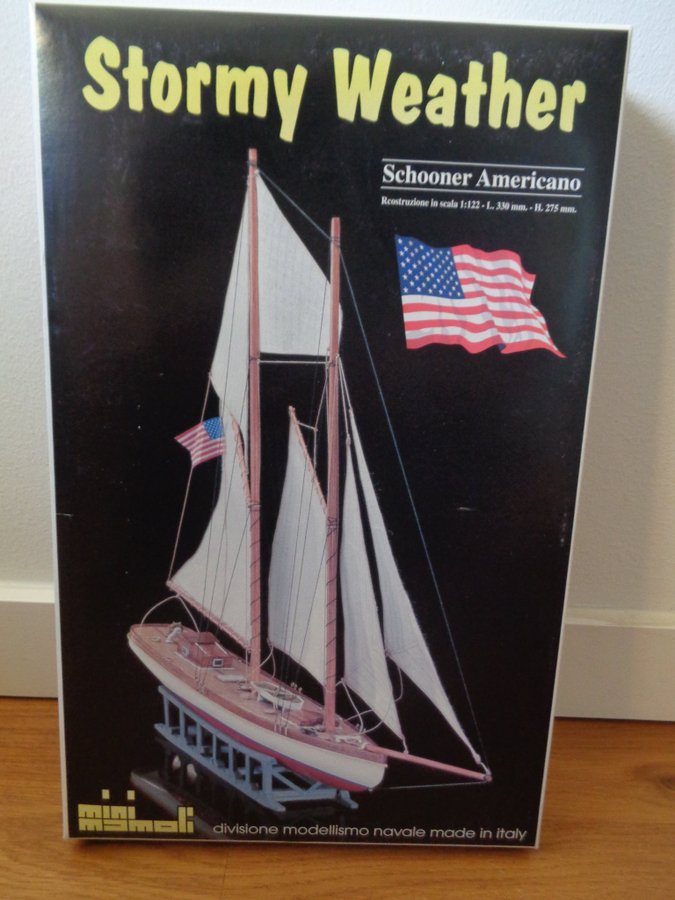 Stormy Weather
Schooner Americano
Rcostruzione in scala 1:122 - L. 330 mm. - H. 275 mm.
mini
mamoli
divisione modellismo navale made in italy